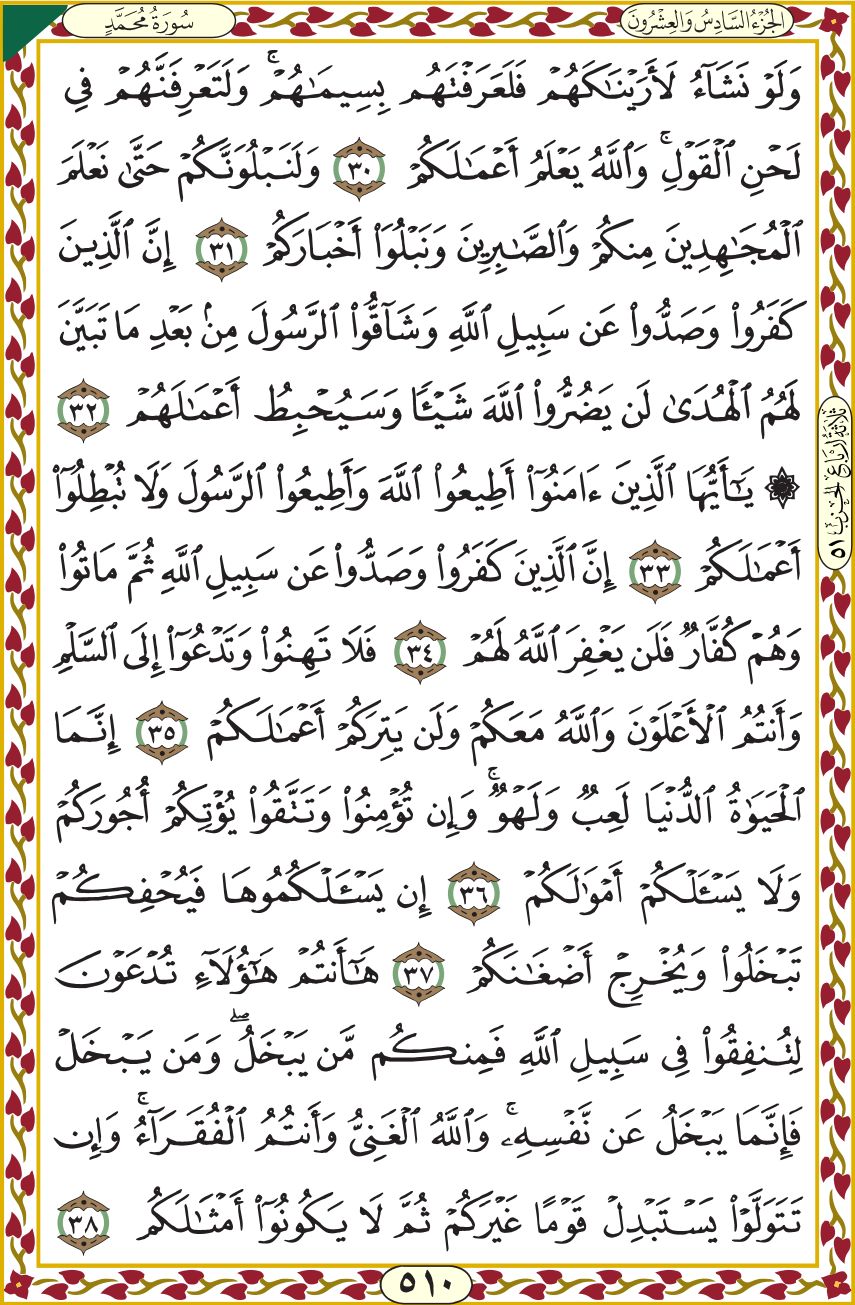 الجُزْءُ السَّادِسُ وَالعِشْرُونَ
سُورَةُ مُحَمَّدٍ
وَلَوۡ نَشَآءُ لَأَرَيۡنَٰكَهُمۡ فَلَعَرَفۡتَهُم بِسِيمَٰهُمۡۚ وَلَتَعۡرِفَنَّهُمۡ فِي
لَحۡنِ ٱلۡقَوۡلِۚ وَٱللَّهُ يَعۡلَمُ أَعۡمَٰلَكُمۡ ٣٠ وَلَنَبۡلُوَنَّكُمۡ حَتَّىٰ نَعۡلَمَ
ٱلۡمُجَٰهِدِينَ مِنكُمۡ وَٱلصَّٰبِرِينَ وَنَبۡلُوَاْ أَخۡبَارَكُمۡ ٣١ إِنَّ ٱلَّذِينَ
كَفَرُواْ وَصَدُّواْ عَن سَبِيلِ ٱللَّهِ وَشَآقُّواْ ٱلرَّسُولَ مِنۢ بَعۡدِ مَا تَبَيَّنَ
لَهُمُ ٱلۡهُدَىٰ لَن يَضُرُّواْ ٱللَّهَ شَيۡـٔٗا وَسَيُحۡبِطُ أَعۡمَٰلَهُمۡ ٣٢
۞ يَٰٓأَيُّهَا ٱلَّذِينَ ءَامَنُوٓاْ أَطِيعُواْ ٱللَّهَ وَأَطِيعُواْ ٱلرَّسُولَ وَلَا تُبۡطِلُوٓاْ
أَعۡمَٰلَكُمۡ ٣٣ إِنَّ ٱلَّذِينَ كَفَرُواْ وَصَدُّواْ عَن سَبِيلِ ٱللَّهِ ثُمَّ مَاتُواْ
وَهُمۡ كُفَّارٞ فَلَن يَغۡفِرَ ٱللَّهُ لَهُمۡ ٣٤ فَلَا تَهِنُواْ وَتَدۡعُوٓاْ إِلَى ٱلسَّلۡمِ
وَأَنتُمُ ٱلۡأَعۡلَوۡنَ وَٱللَّهُ مَعَكُمۡ وَلَن يَتِرَكُمۡ أَعۡمَٰلَكُمۡ ٣٥ إِنَّمَا
ٱلۡحَيَوٰةُ ٱلدُّنۡيَا لَعِبٞ وَلَهۡوٞۚ وَإِن تُؤۡمِنُواْ وَتَتَّقُواْ يُؤۡتِكُمۡ أُجُورَكُمۡ
وَلَا يَسۡـَٔلۡكُمۡ أَمۡوَٰلَكُمۡ ٣٦ إِن يَسۡـَٔلۡكُمُوهَا فَيُحۡفِكُمۡ
تَبۡخَلُواْ وَيُخۡرِجۡ أَضۡغَٰنَكُمۡ ٣٧ هَٰٓأَنتُمۡ هَٰٓؤُلَآءِ تُدۡعَوۡنَ
لِتُنفِقُواْ فِي سَبِيلِ ٱللَّهِ فَمِنكُم مَّن يَبۡخَلُۖ وَمَن يَبۡخَلۡ
فَإِنَّمَا يَبۡخَلُ عَن نَّفۡسِهِۦۚ وَٱللَّهُ ٱلۡغَنِيُّ وَأَنتُمُ ٱلۡفُقَرَآءُۚ وَإِن
تَتَوَلَّوۡاْ يَسۡتَبۡدِلۡ قَوۡمًا غَيۡرَكُمۡ ثُمَّ لَا يَكُونُوٓاْ أَمۡثَٰلَكُم ٣٨
ثَلَاثَةُ أَرْبَاعِ الحِزْبِ ٥١
٥١٠